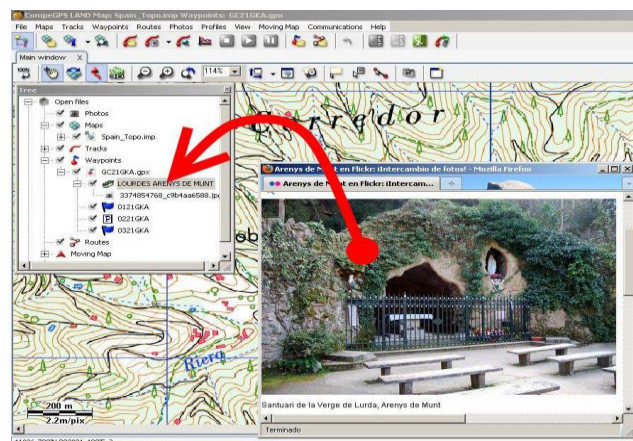 CompeGPS LAND Map: Spain_Topo.imp Waypoints: GC21GKA.gpx
File Maps Tracks Waypoints Routes Photos Profiles View Moving Map Communications Help
Main window X
100% 114%
Tree
Open files
Photos
Maps
Spain_Topo.imp
Tracks
Waypoints
GC21GKA.gpx
LOURDES ARENYS DE MUNT
3374854768_c9b4aa6588.jpg
0121GKA
0221GKA
0321GKA
Routes
Moving Map
Corredor
Riera
200 m
2.2m/pix
Arenys de Munt en Flickr: ¡Intercambio de fotos! - Mozilla Firefox
Arenys de Munt en Flickr: ¡Intercam...
Santuari de la Verge de Lurda, Arenys de Munt
Terminado